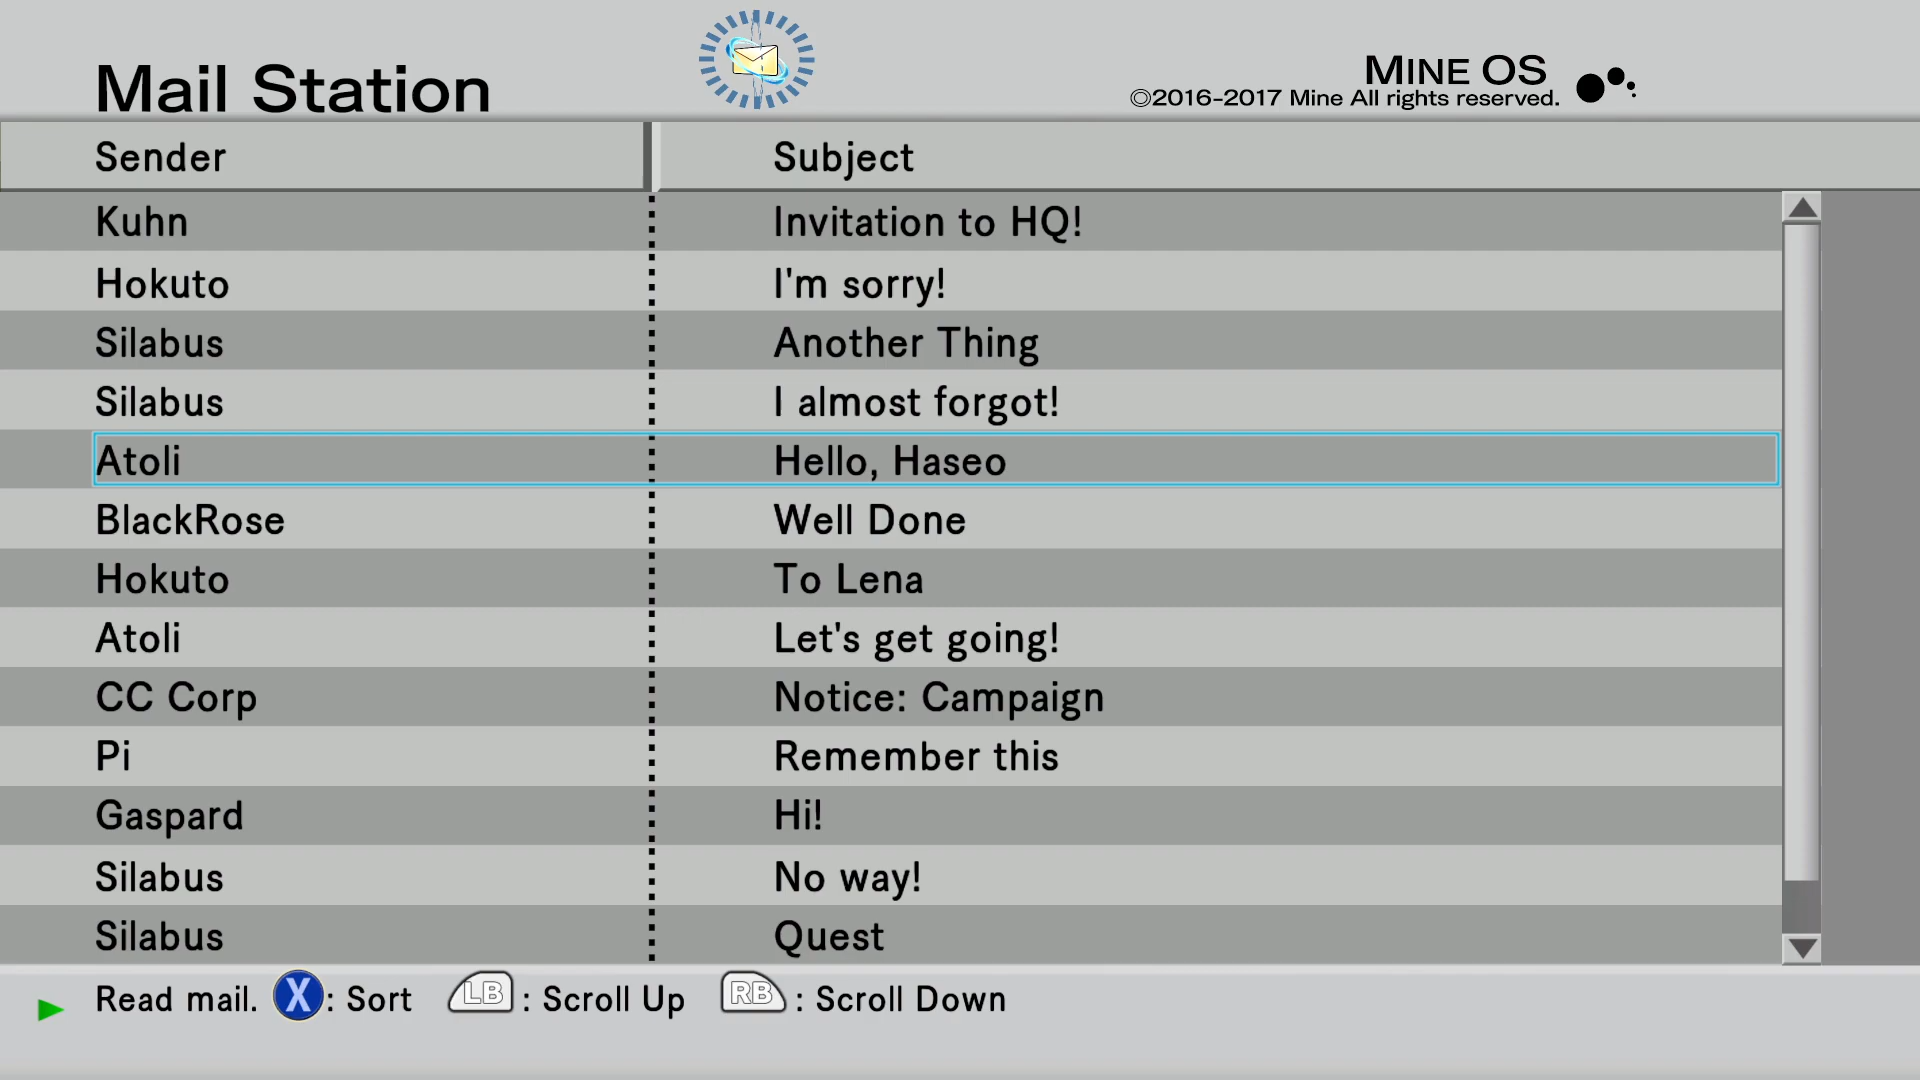 Mail Station
MINE OS
©2016-2017 Mine All rights reserved.
Sender Subject
Kuhn Invitation to HQ!
Hokuto I'm sorry!
Silabus Another Thing
Silabus I almost forgot!
Atoli Hello, Haseo
BlackRose Well Done
Hokuto To Lena
Atoli Let's get going!
CC Corp Notice: Campaign
Pi Remember this
Gaspard Hi!
Silabus No way!
Silabus Quest
Read mail. X: Sort LB: Scroll Up RB: Scroll Down